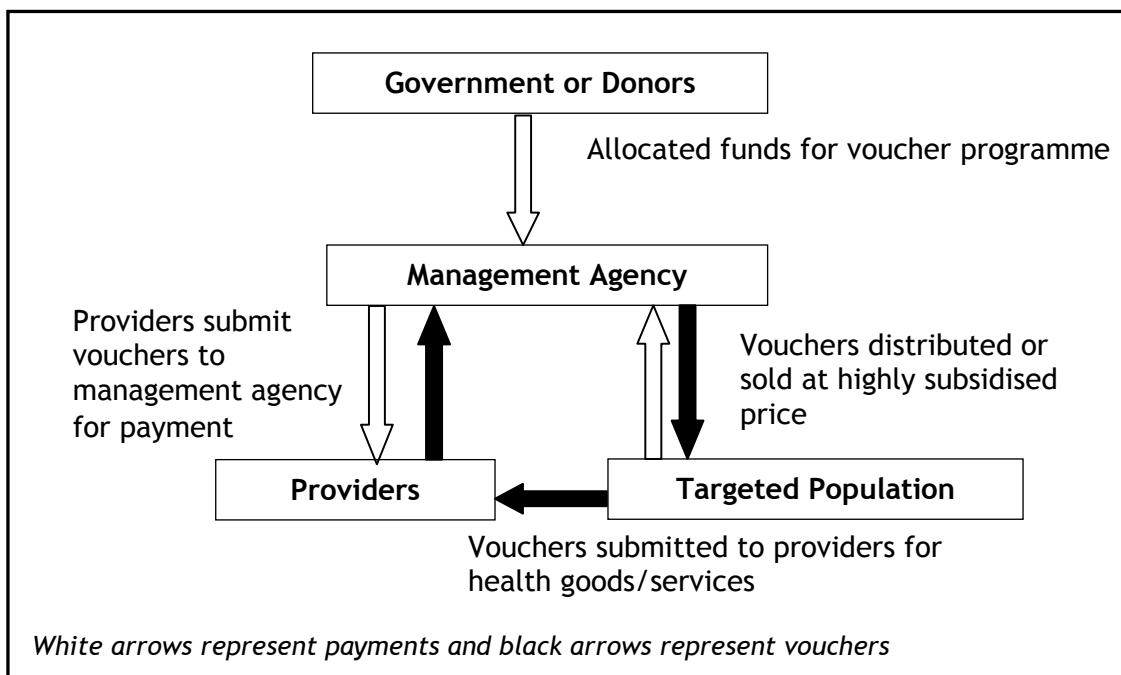 Government or Donors
Allocated funds for voucher programme
Management Agency
Providers submit
vouchers to
management agency
for payment
Vouchers distributed or
sold at highly subsidised
price
Providers
Targeted Population
Vouchers submitted to providers for
health goods/services
White arrows represent payments and black arrows represent vouchers